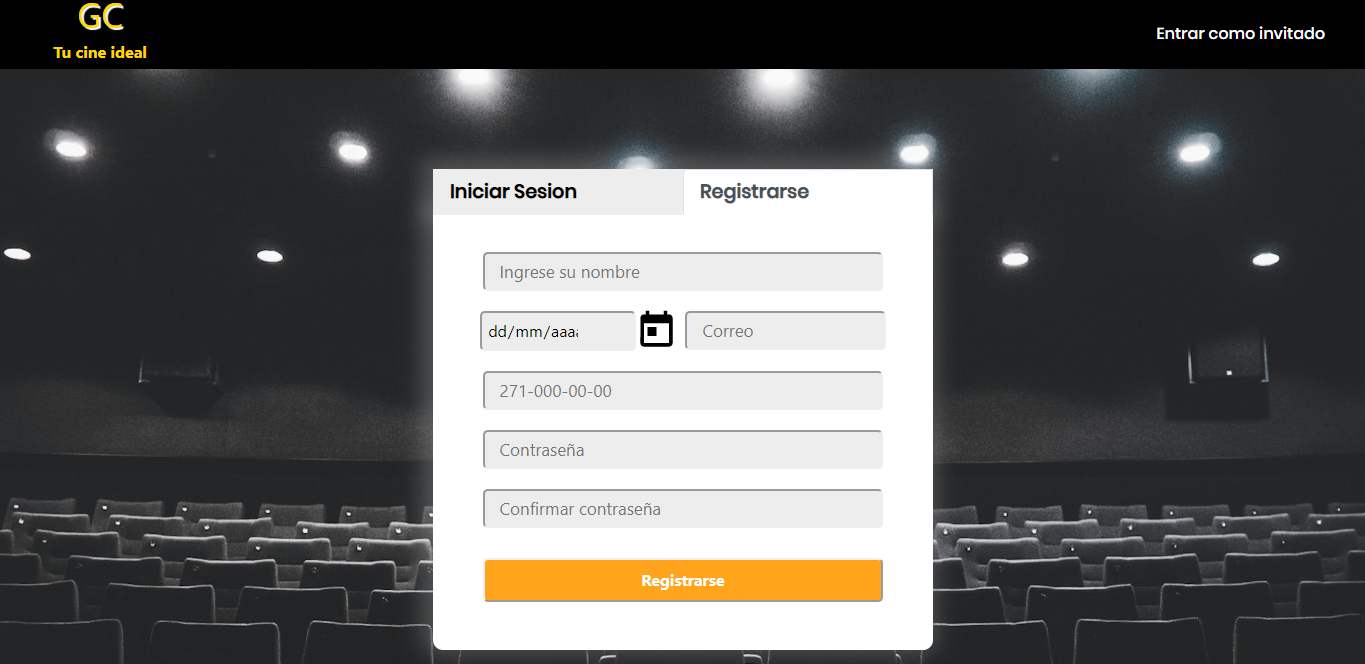 GC
Tu cine ideal
Entrar como invitado
Iniciar Sesion
Registrarse
Ingrese su nombre
dd/mm/aaaa
Correo
271-000-00-00
Contraseña
Confirmar contraseña
Registrarse